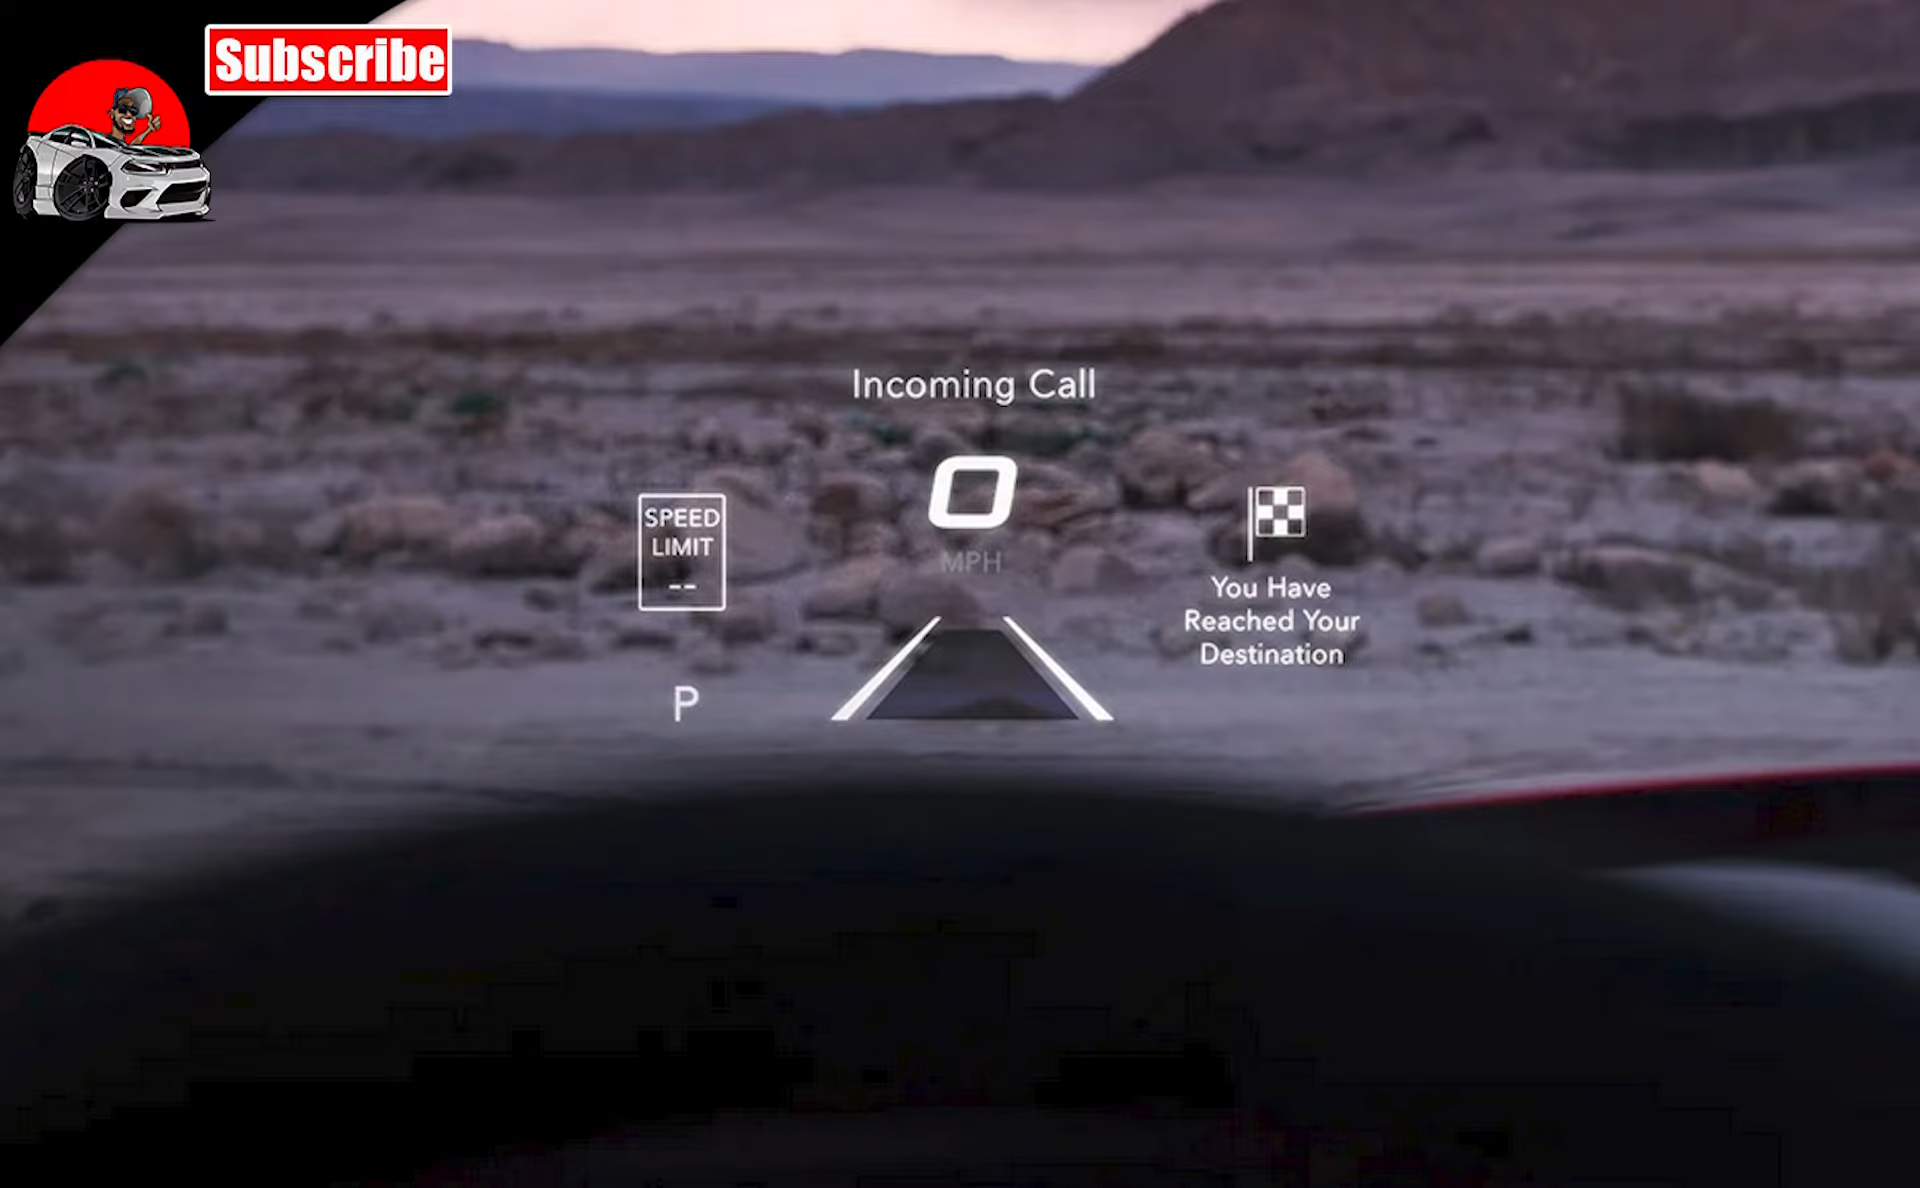 Subscribe
Incoming Call
0
MPH
SPEED
LIMIT
--
P
You Have
Reached Your
Destination